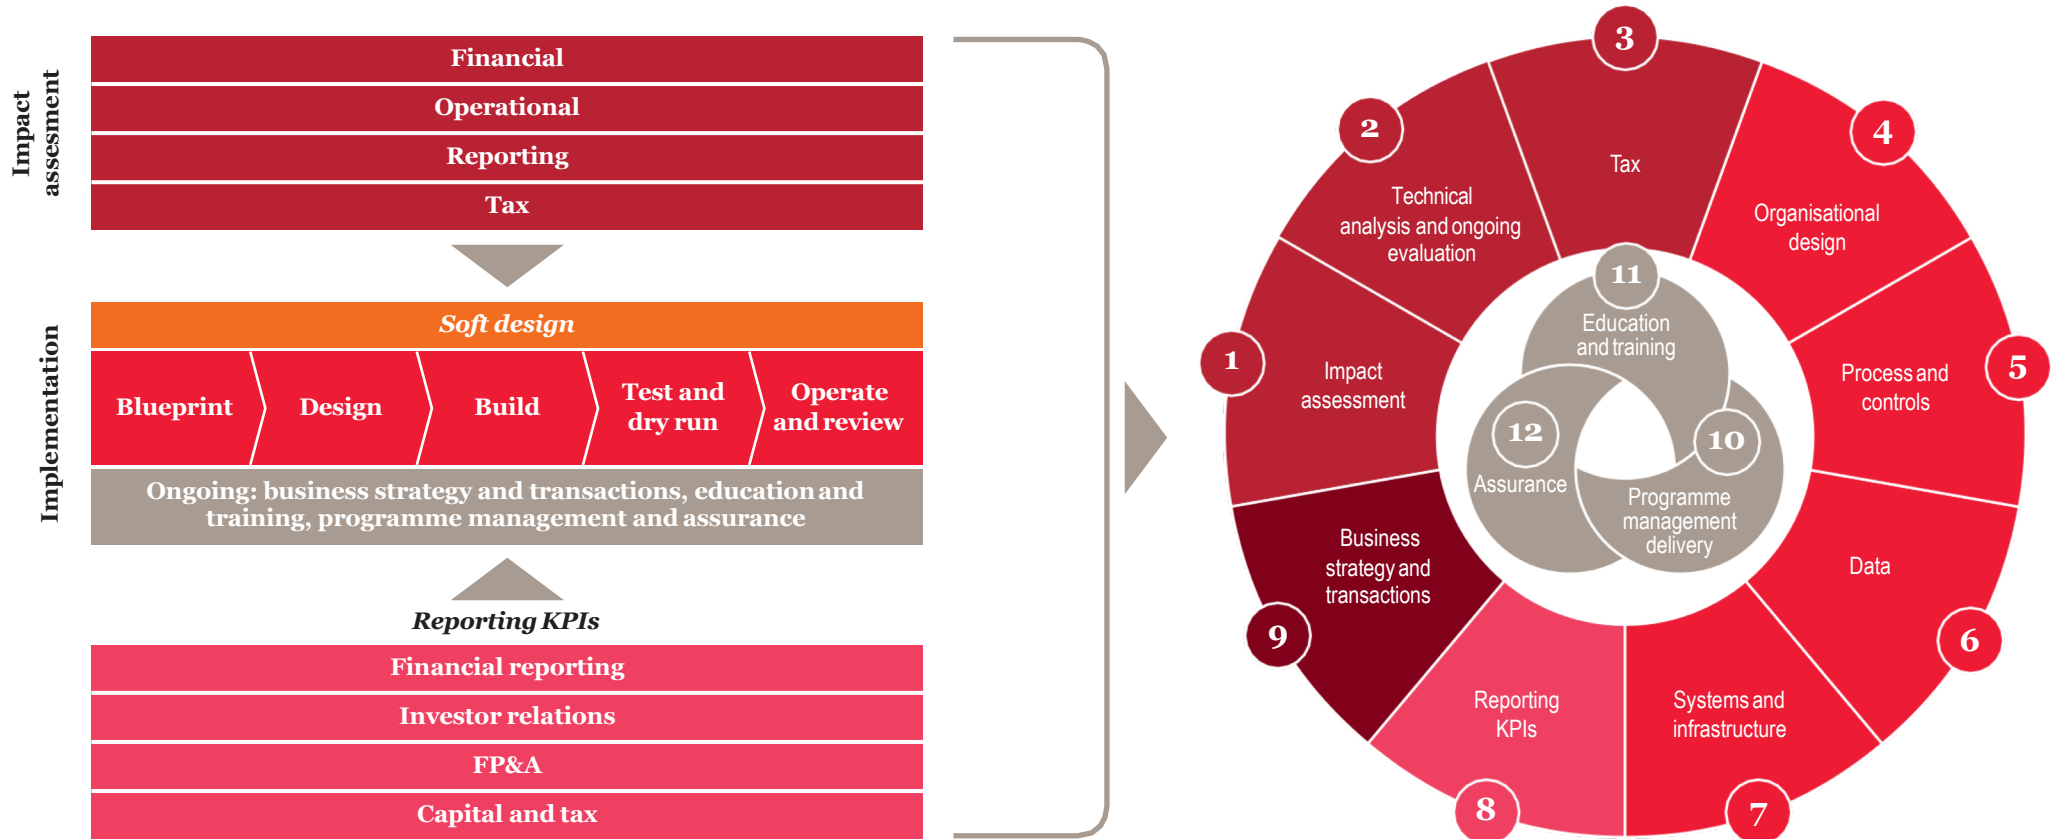 Impact
assessment
Financial
Operational
Reporting
Tax
Implementation
Soft design
Blueprint
Design
Build
Test and
dry run
Operate
and review
Ongoing: business strategy and transactions, education and
training, programme management and assurance
Reporting KPIs
Financial reporting
Investor relations
FP&A
Capital and tax
1
Impact
assessment
2
Technical
analysis and ongoing
evaluation
3
Tax
4
Organisational
design
5
Process and
controls
6
Data
7
Systems and
infrastructure
8
Reporting
KPIs
9
Business
strategy and
transactions
10
Programme
management
delivery
11
Education
and training
12
Assurance